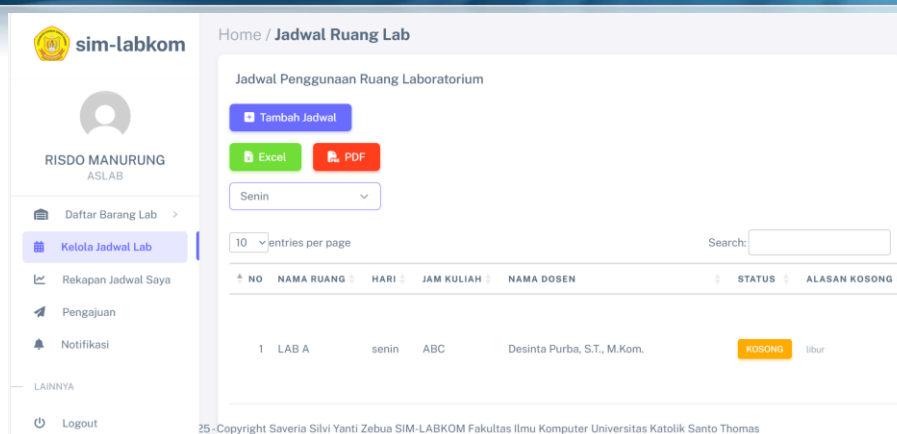 sim-labkom
RISDO MANURUNG
ASLAB
Daftar Barang Lab
Kelola Jadwal Lab
Rekapan Jadwal Saya
Pengajuan
Notifikasi
LAINNYA
Logout
Home / Jadwal Ruang Lab
Jadwal Penggunaan Ruang Laboratorium
Tambah Jadwal
Excel PDF
Senin
10 entries per page Search:
NO NAMA RUANG HARI JAM KULIAH NAMA DOSEN STATUS ALASAN KOSONG
1 LAB A senin ABC Desinta Purba, S.T., M.Kom. KOSONG libur
25 - Copyright Saveria Silvi Yanti Zebua SIM-LABKOM Fakultas Ilmu Komputer Universitas Katolik Santo Thomas